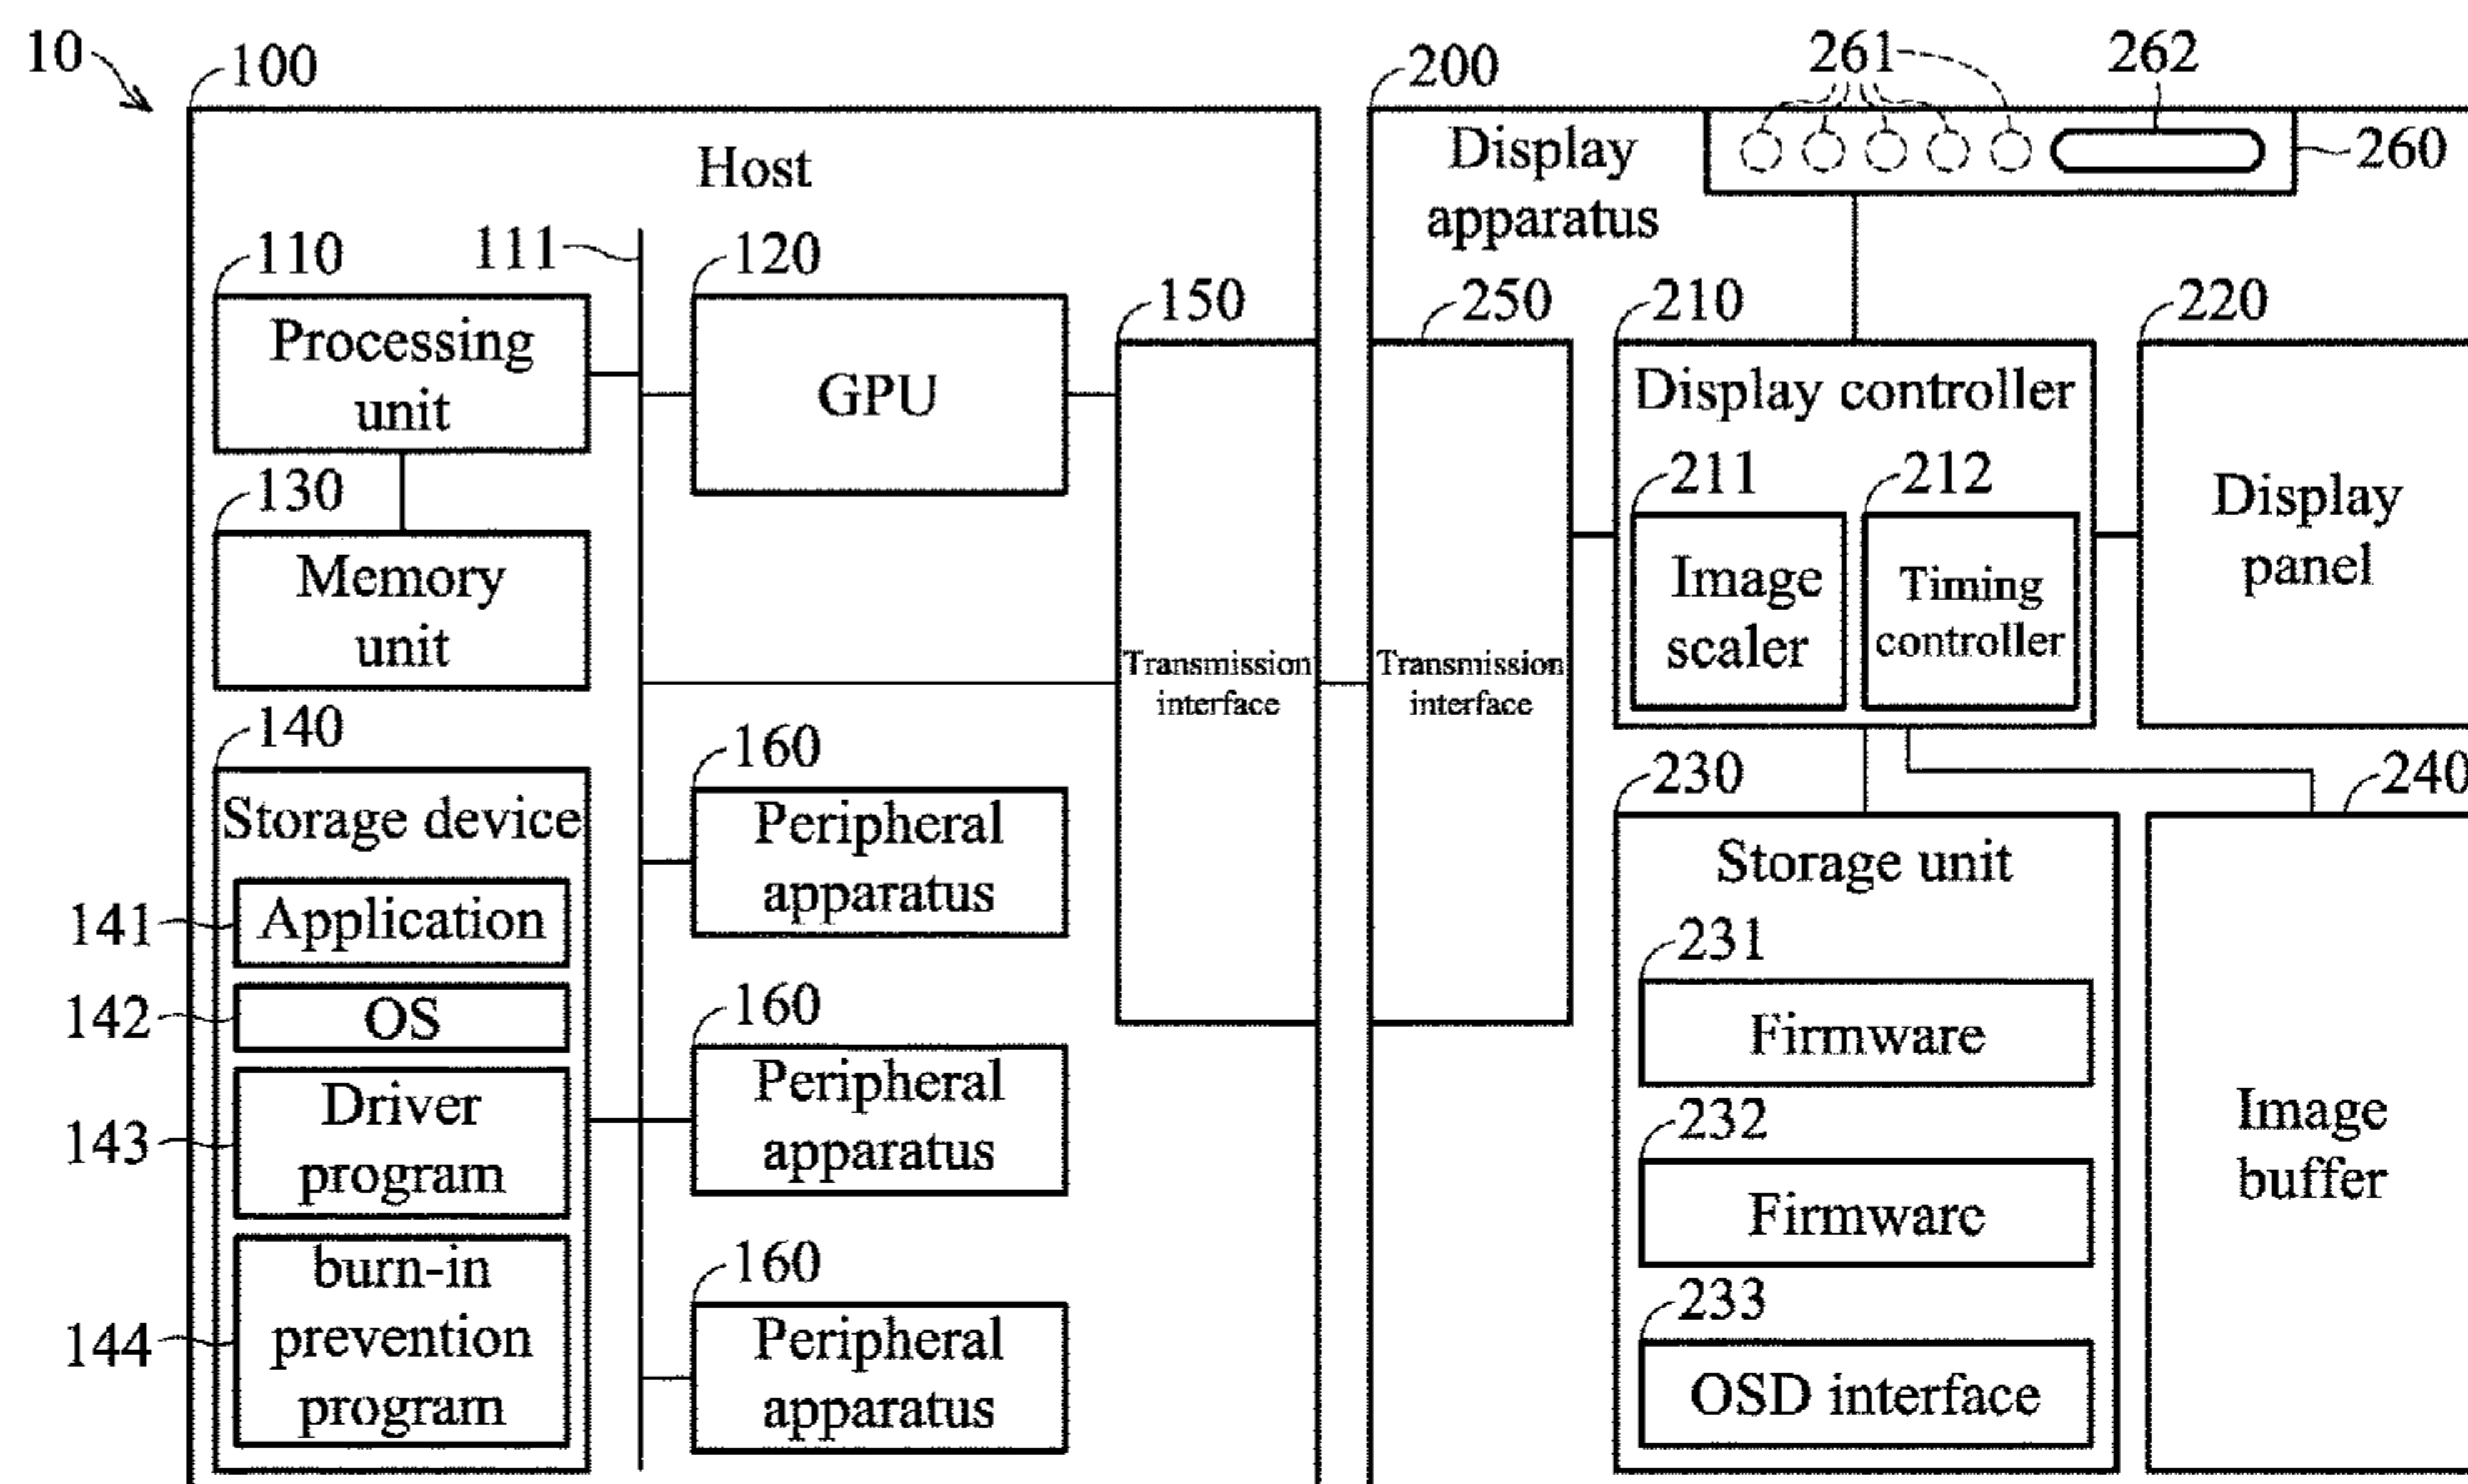 10
100
200
261
262
Host
Display
apparatus
260
110
111
120
150
250
210
220
Processing
unit
GPU
Display controller
130
211
212
Display
panel
Memory
unit
Image
scaler
Timing
controller
Transmission
interface
Transmission
interface
140
160
230
240
Storage device
Peripheral
apparatus
Storage unit
141
Application
231
142
OS
160
Firmware
143
Driver
program
Peripheral
apparatus
232
Image
buffer
Firmware
144
burn-in
prevention
program
160
233
Peripheral
apparatus
OSD interface